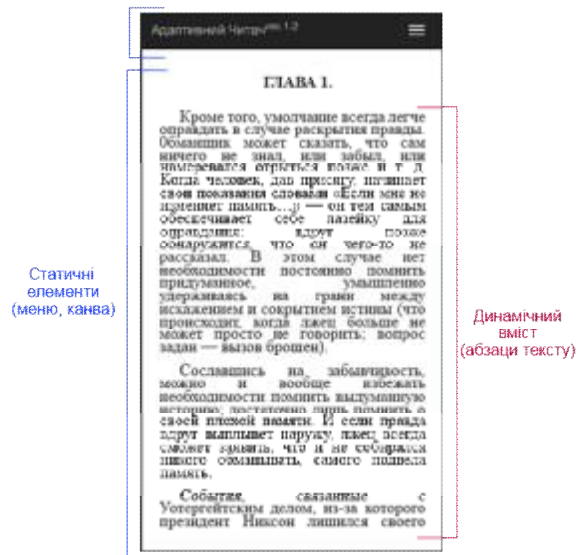 Адаптивний Читачver. 1.2
ГЛАВА 1.
Кроме того, умолчание всегда легче
оправдать в случае раскрытия правды.
Обманщик может сказать, что сам
ничего не знал, или забыл, или
намеревался открыться позже и т. д.
Когда человек, дав присягу, начинает
свои показания словами «Если мне не
изменяет память...» — он тем самым
обеспечивает себе лазейку для
оправдания: вдруг позже
обнаружится, что он чего-то не
рассказал. В этом случае нет
необходимости постоянно помнить
придуманное, умышленно
удерживаясь на грани между
искажением и сокрытием истины (что
происходит, когда лжец больше не
может просто не говорить; вопрос
задан — вызов брошен).
Сославшись на забывчивость,
можно и вообще избежать
необходимости помнить выдуманную
историю; достаточно лишь помнить о
своей плохой памяти. И если правда
вдруг выплывет наружу, лжец всегда
сможет заявить, что и не собирался
никого обманывать, самого подвела
память.
События, связанные с
Уотергейтским делом, из-за которого
президент Никсон лишился своего
Статичні
елементи
(меню, канва)
Динамічний
вміст
(абзаци тексту)